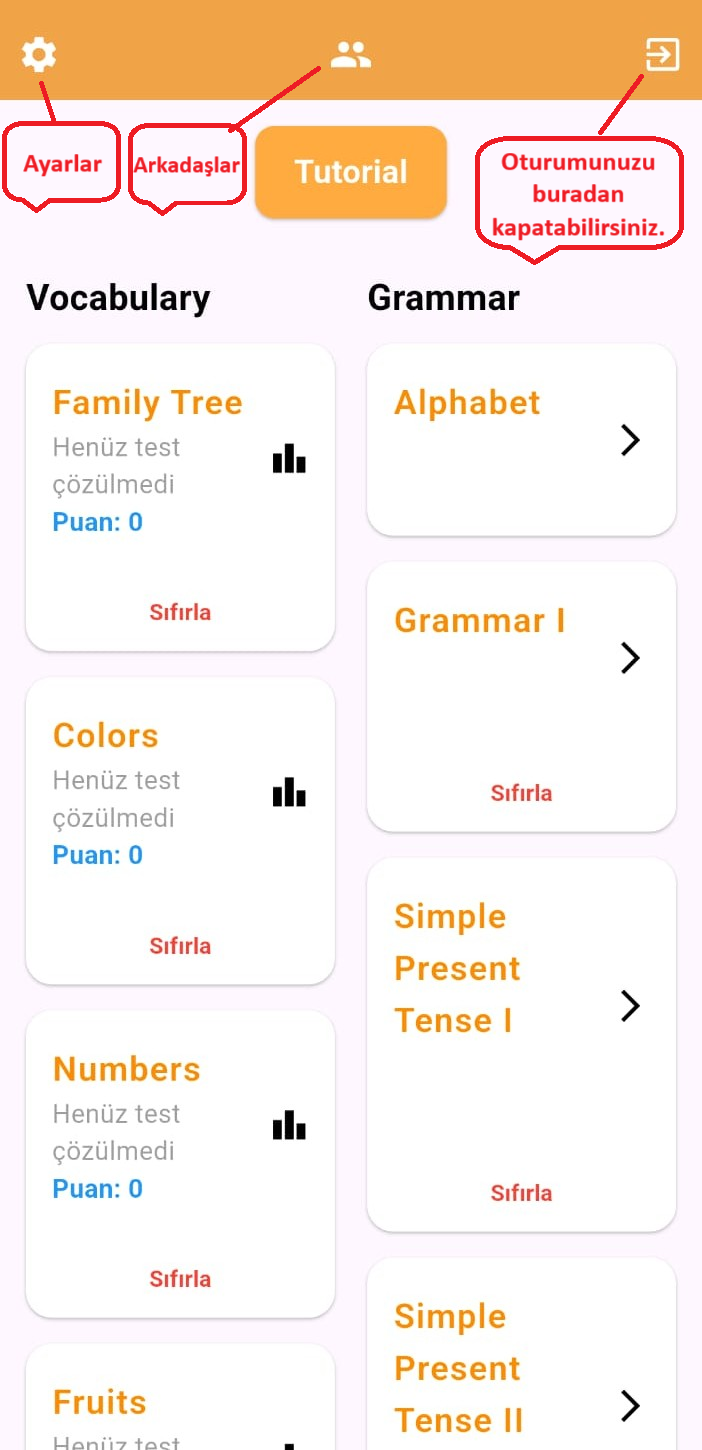 Ayarlar
Arkadaşlar
Tutorial
Oturumunuzu
buradan
kapatabilirsiniz.
Vocabulary
Family Tree
Henüz test
çözülmedi
Puan: 0
Sıfırla
Colors
Henüz test
çözülmedi
Puan: 0
Sıfırla
Numbers
Henüz test
çözülmedi
Puan: 0
Sıfırla
Fruits
Henüz test
Grammar
Alphabet
Grammar I
Sıfırla
Simple
Present
Tense I
Sıfırla
Simple
Present
Tense II